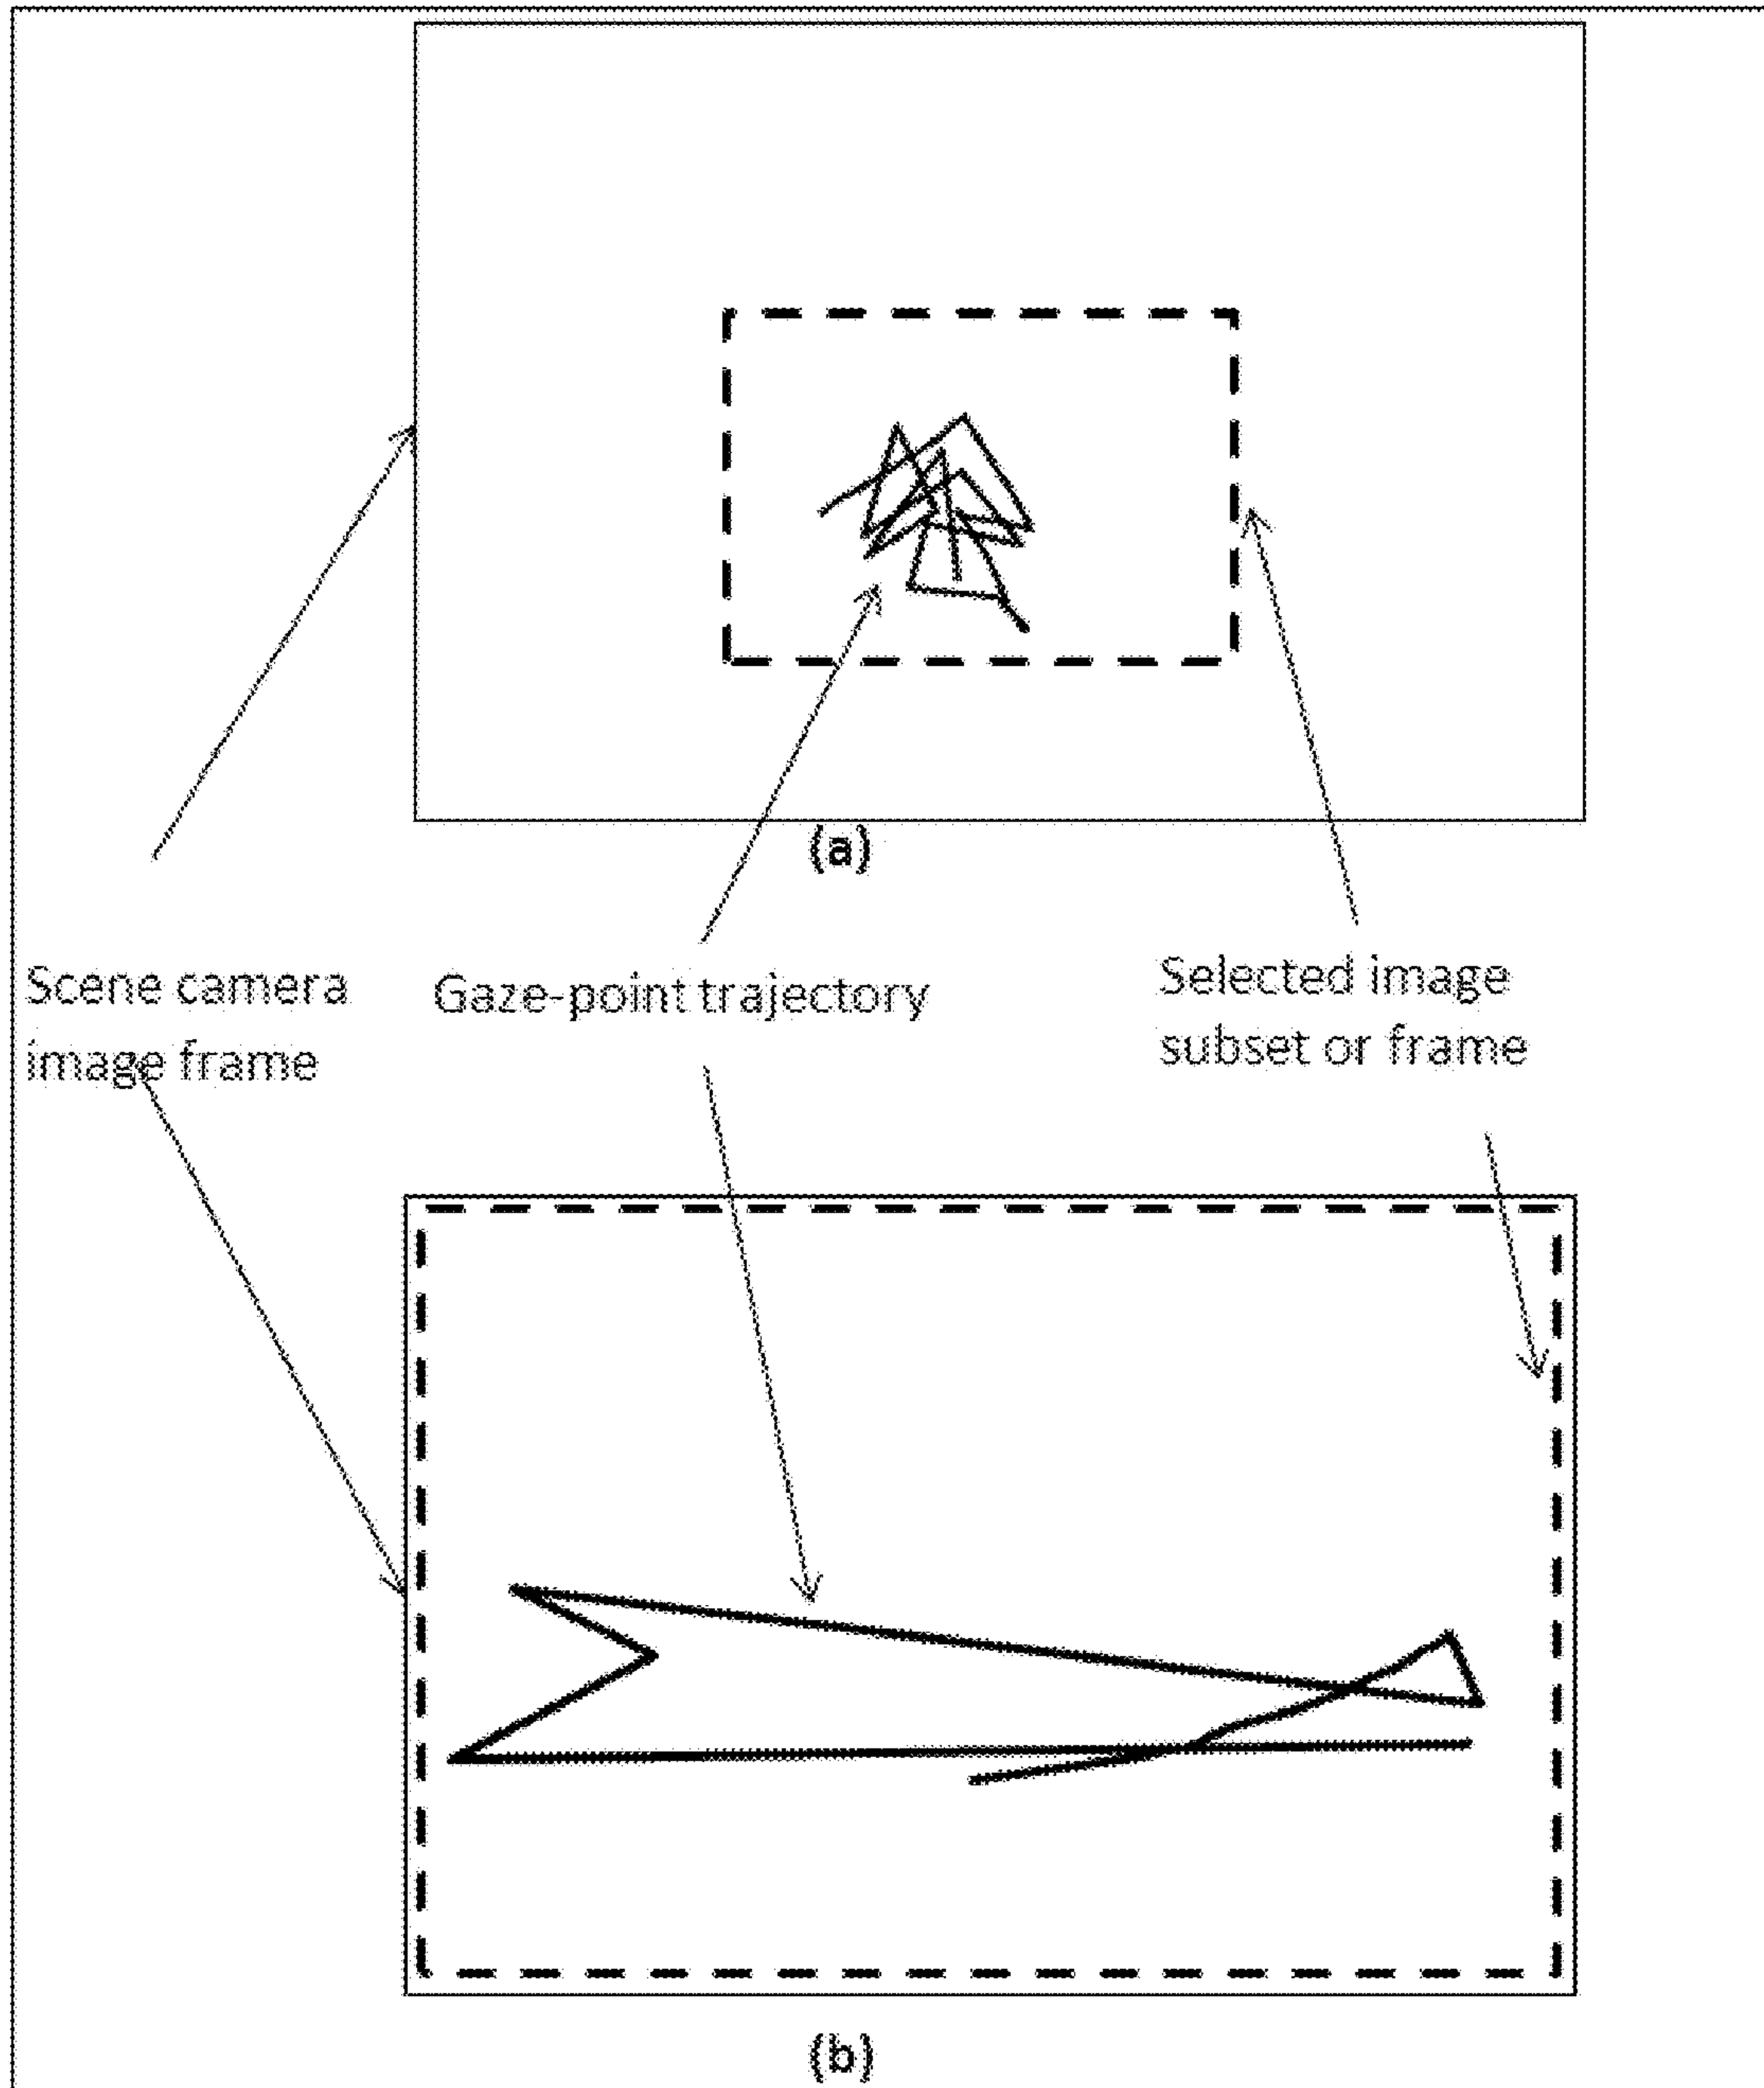 (a)
Scene camera
image frame
Gaze-point trajectory
Selected image
subset or frame
(b)